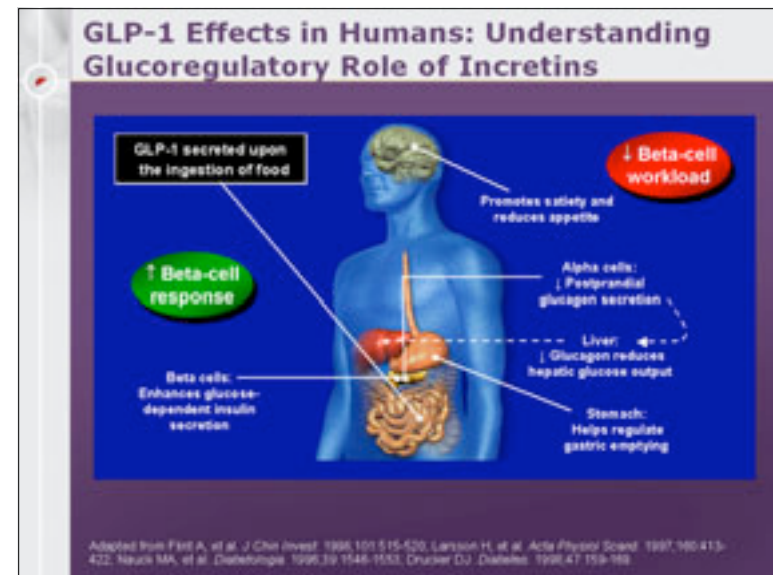 GLP-1 Effects in Humans: Understanding
Glucoregulatory Role of Incretins
GLP-1 secreted upon
the ingestion of food
↓ Beta-cell
workload
Promotes satiety and
reduces appetite
↑ Beta-cell
response
Alpha cells:
↓ Postprandial
glucagon secretion
Liver:
↓ Glucagon reduces
hepatic glucose output
Beta cells:
Enhances glucose-
dependent insulin
secretion
Stomach:
Helps regulate
gastric emptying
Adapted from Flint A, et al. J Clin Invest. 1998;101:515-520; Larsson H, et al. Acta Physiol Scand. 1997;160:413-
422; Nauck MA, et al. Diabetologia. 1996;39:1546-1553; Drucker DJ. Diabetes. 1998;47:159-169.